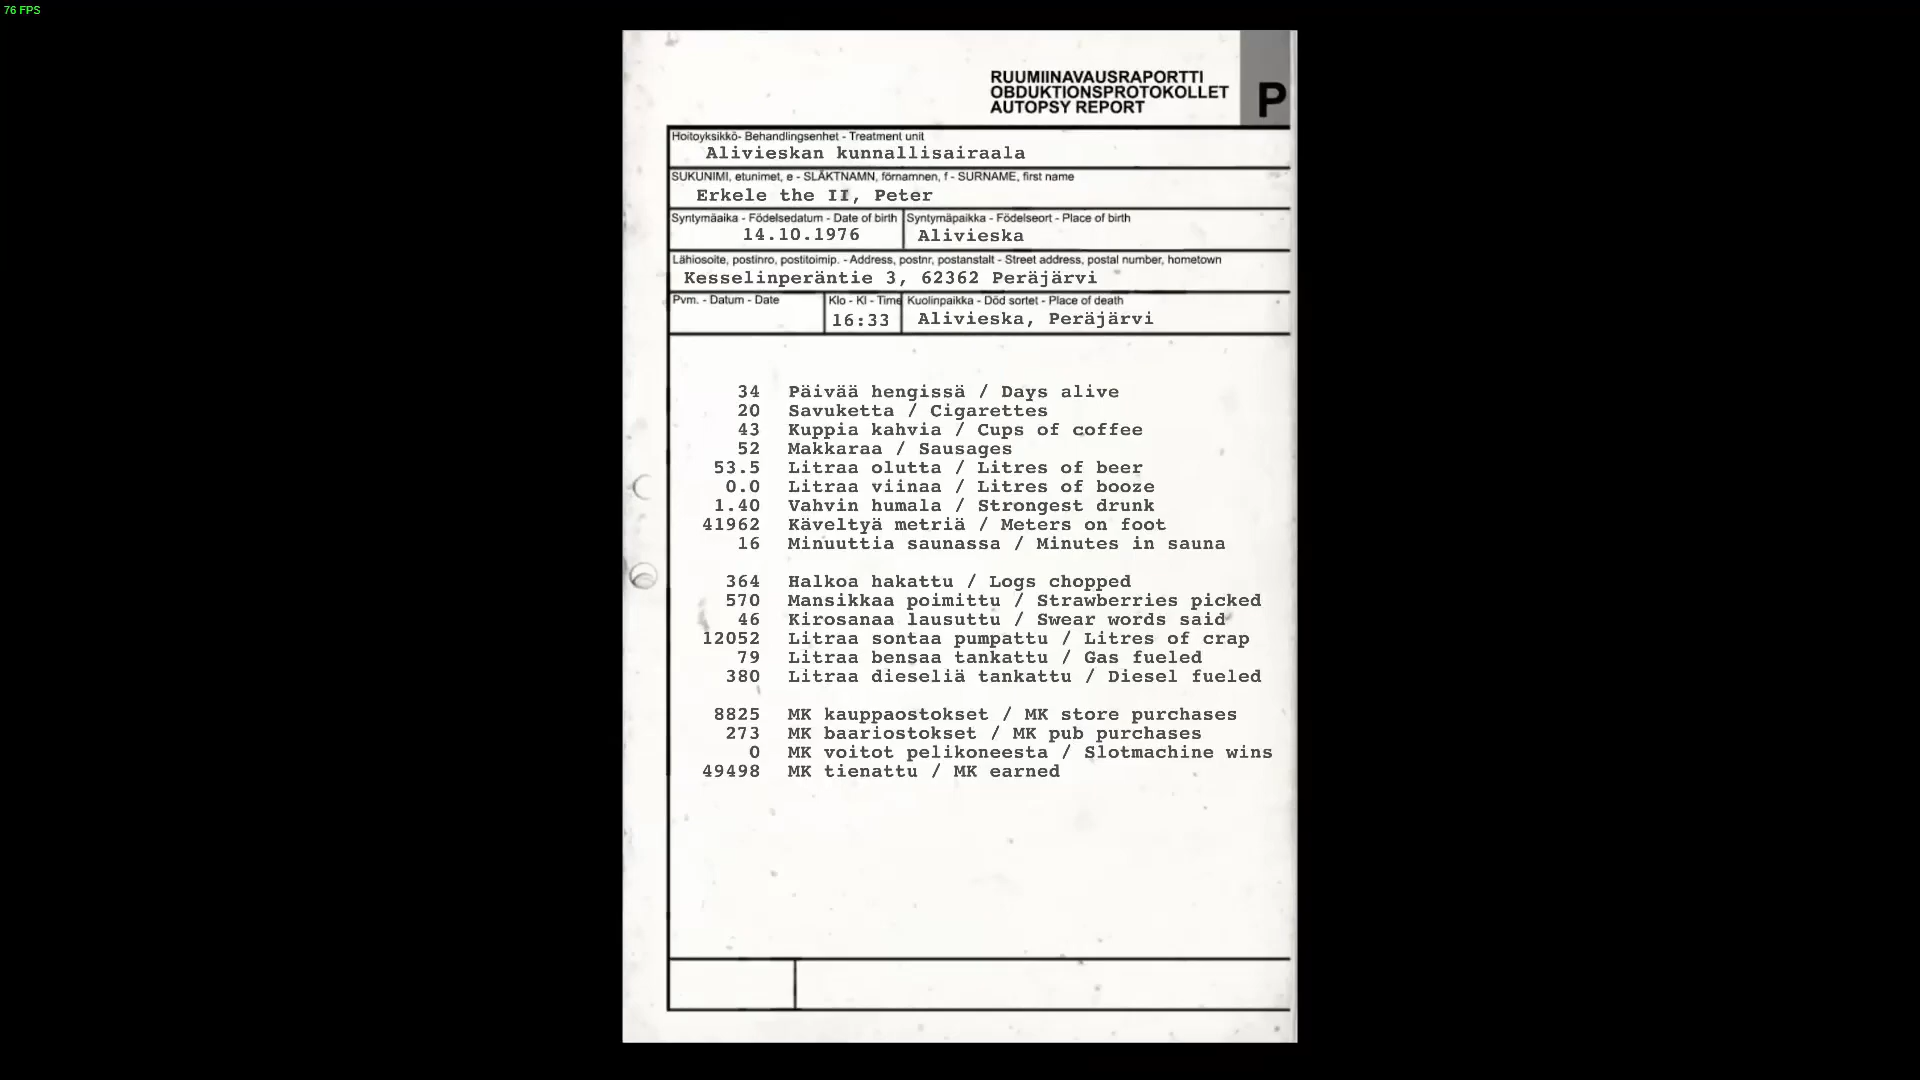 76 FPS
RUUMIINAVAUSRAPORTTI
OBDUKTIONSPROTOKOLLET
AUTOPSY REPORT
P
Hoitoyksikkö- Behandlingsenhet - Treatment unit
Alivieskan kunnallisairaala
SUKUNIMI, etunimet, e - SLÄKTNAMN, förnamnen, f - SURNAME, first name
Erkele the II, Peter
Syntymäaika - Födelsedatum - Date of birth Syntymäpaikka - Födelseort - Place of birth
14.10.1976 Alivieska
Lähiosoite, postinro, postitoimip. - Address, postnr, postanstalt - Street address, postal number, hometown
Kesselinperäntie 3, 62362 Peräjärvi
Pvm. - Datum - Date Klo - Kl - Time Kuolinpaikka - Död sortet - Place of death
16:33 Alivieska, Peräjärvi
34 Päivää hengissä / Days alive
20 Savuketta / Cigarettes
43 Kuppia kahvia / Cups of coffee
52 Makkaraa / Sausages
53.5 Litraa olutta / Litres of beer
0.0 Litraa viinaa / Litres of booze
1.40 Vahvin humala / Strongest drunk
41962 Käveltyä metriä / Meters on foot
16 Minuuttia saunassa / Minutes in sauna
364 Halkoa hakattu / Logs chopped
570 Mansikkaa poimittu / Strawberries picked
46 Kirosanaa lausuttu / Swear words said
12052 Litraa sontaa pumpattu / Litres of crap
79 Litraa bensaa tankattu / Gas fueled
380 Litraa dieseliä tankattu / Diesel fueled
8825 MK kauppaostokset / MK store purchases
273 MK baariostokset / MK pub purchases
0 MK voitot pelikoneesta / Slotmachine wins
49498 MK tienattu / MK earned